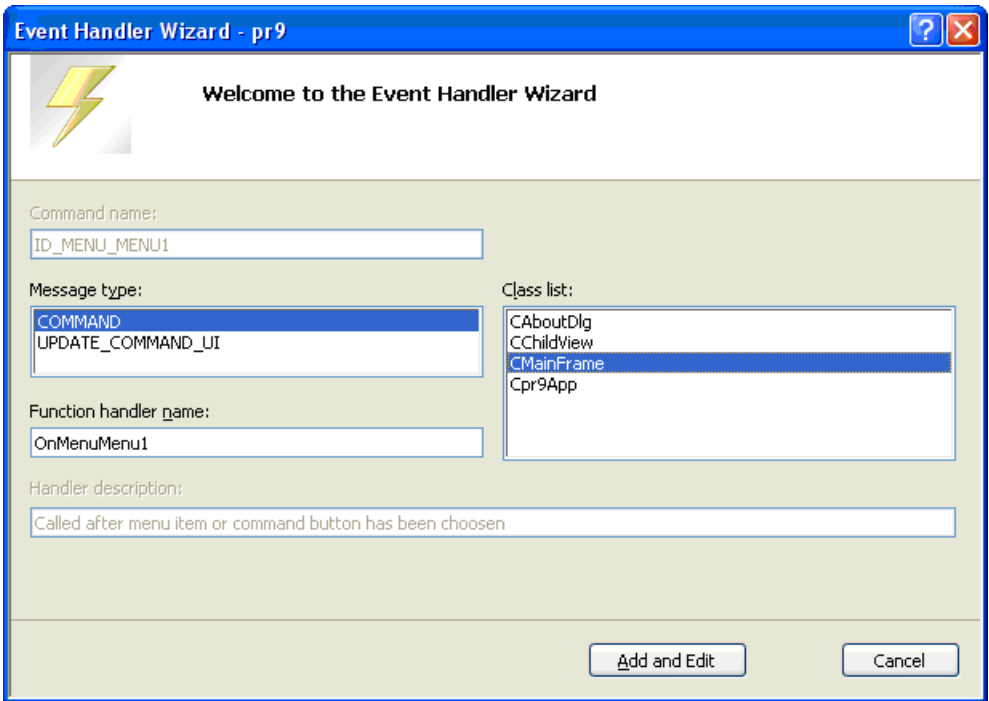 Event Handler Wizard - pr9
Welcome to the Event Handler Wizard
Command name:
ID_MENU_MENU1
Message type:
COMMAND
UPDATE_COMMAND_UI
Class list:
CAboutDlg
CChildView
CMainFrame
Cpr9App
Function handler name:
OnMenuMenu1
Handler description:
Called after menu item or command button has been choosen
Add and Edit
Cancel